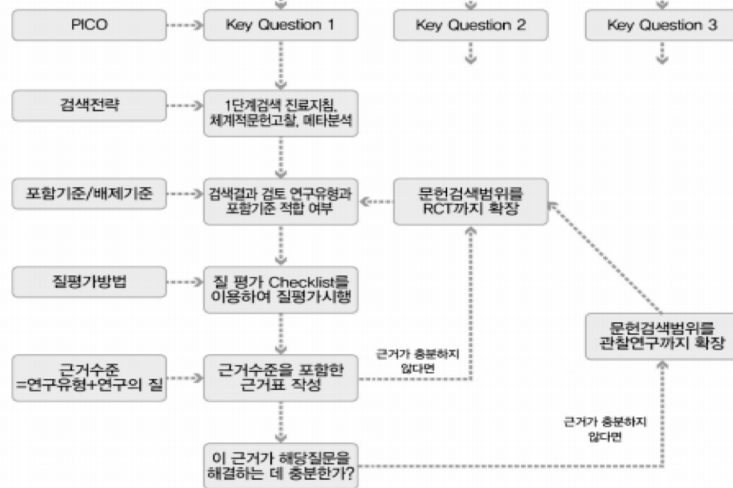 PICO
Key Question 1
Key Question 2
Key Question 3
검색전략
1단계검색 진료지침,
체계적문헌고찰, 메타분석
포함기준/배제기준
검색결과 검토 연구유형과
포함기준 적합 여부
문헌검색범위를
RCT까지 확장
질평가방법
질 평가 Checklist를
이용하여 질평가시행
문헌검색범위를
관찰연구까지 확장
근거수준
=연구유형+연구의 질
근거수준을 포함한
근거표 작성
근거가 충분하지
않다면
근거가 충분하지
않다면
이 근거가 해당질문을
해결하는 데 충분한가?